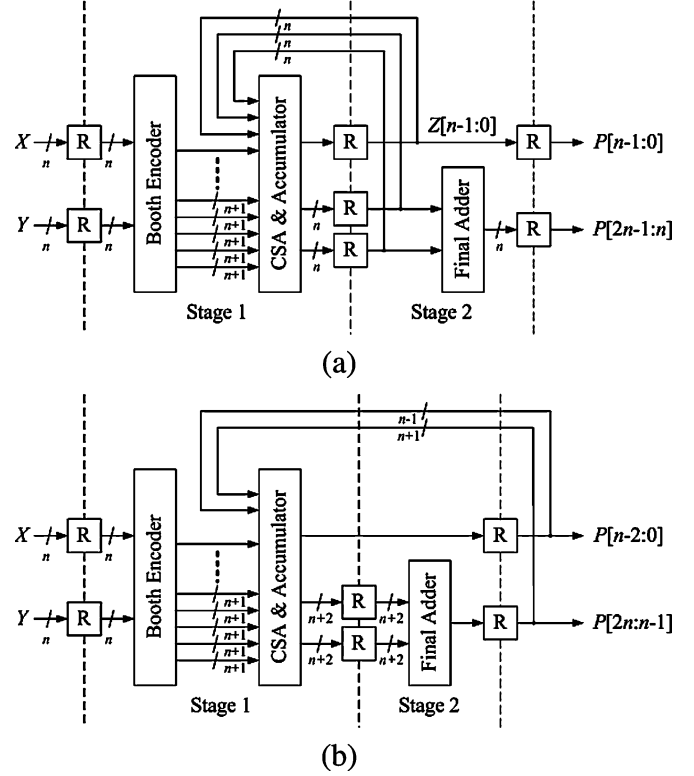 n
n
n
X
n
R
n
Booth Encoder
CSA & Accumulator
R
Z[n-1:0]
R
P[n-1:0]
Y
n
R
n
n+1
n+1
n+1
n+1
n+1
n
R
n
R
Final Adder
n
R
P[2n-1:n]
Stage 1
Stage 2
(a)
n-1
n+1
X
n
R
n
Booth Encoder
CSA & Accumulator
R
P[n-2:0]
Y
n
R
n
n+1
n+1
n+1
n+1
n+1
n+2
R
n+2
n+2
R
n+2
Final Adder
R
P[2n:n-1]
Stage 1
Stage 2
(b)